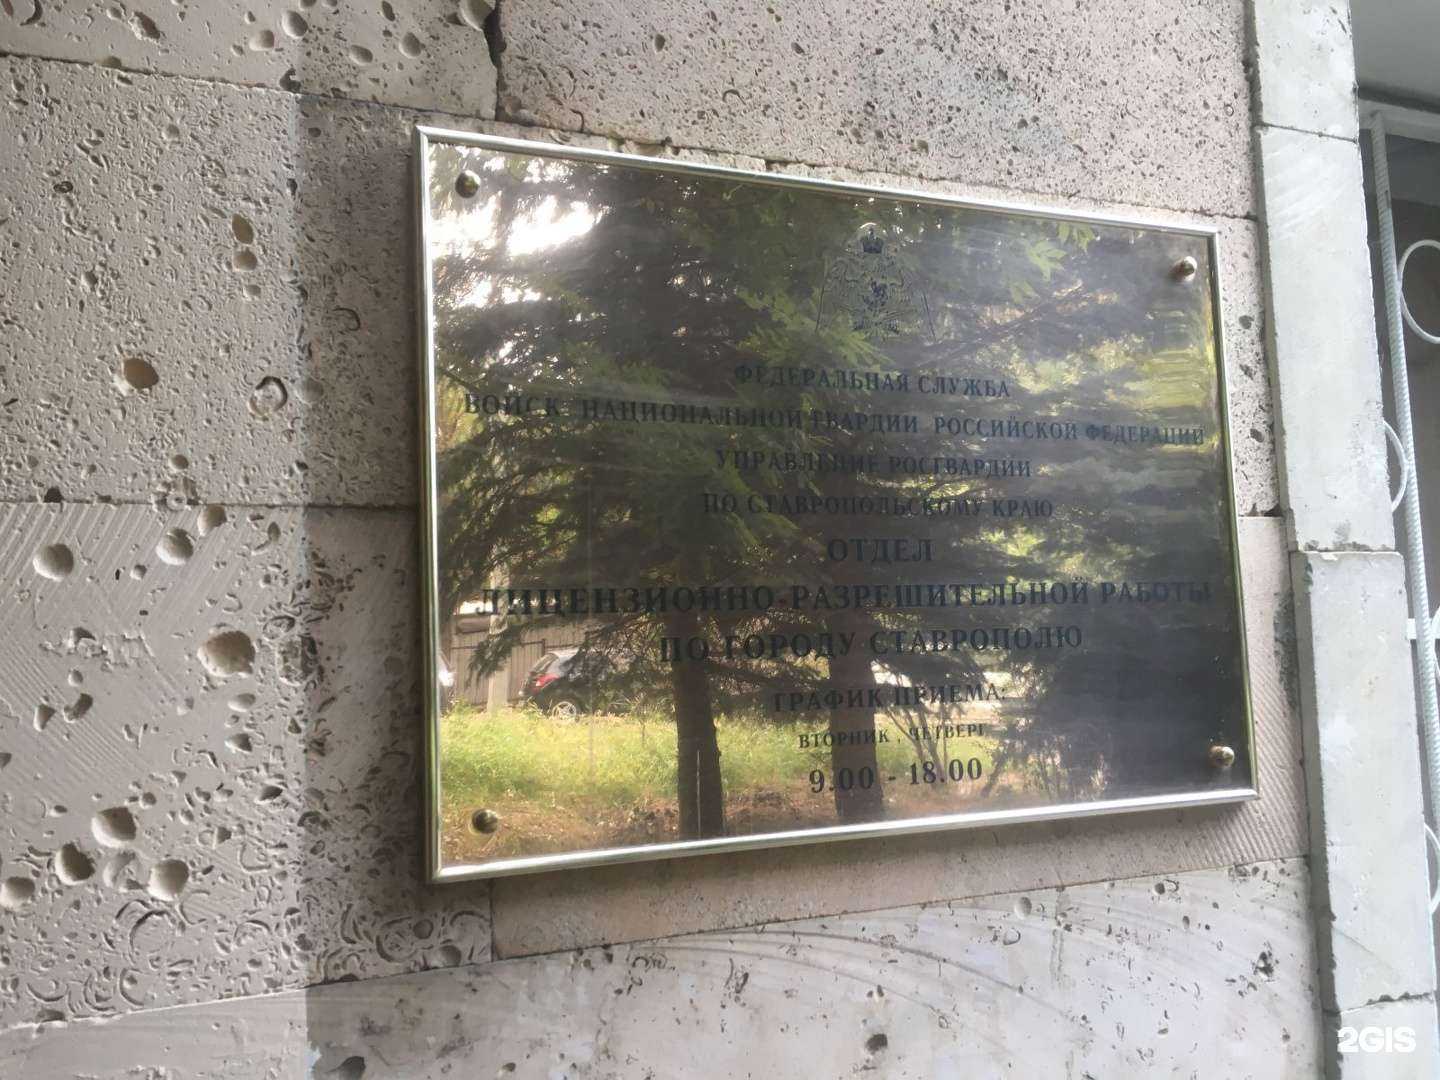 ФЕДЕРАЛЬНАЯ СЛУЖБА
ВОЙСК НАЦИОНАЛЬНОЙ ГВАРДИИ РОССИЙСКОЙ ФЕДЕРАЦИИ
УПРАВЛЕНИЕ РОСГВАРДИИ
ПО СТАВРОПОЛЬСКОМУ КРАЮ
ОТДЕЛ
ЛИЦЕНЗИОННО-РАЗРЕШИТЕЛЬНОЙ РАБОТЫ
ПО ГОРОДУ СТАВРОПОЛЮ
ГРАФИК ПРИЕМА:
ВТОРНИК , ЧЕТВЕРГ
9.00 - 18.00
2GIS